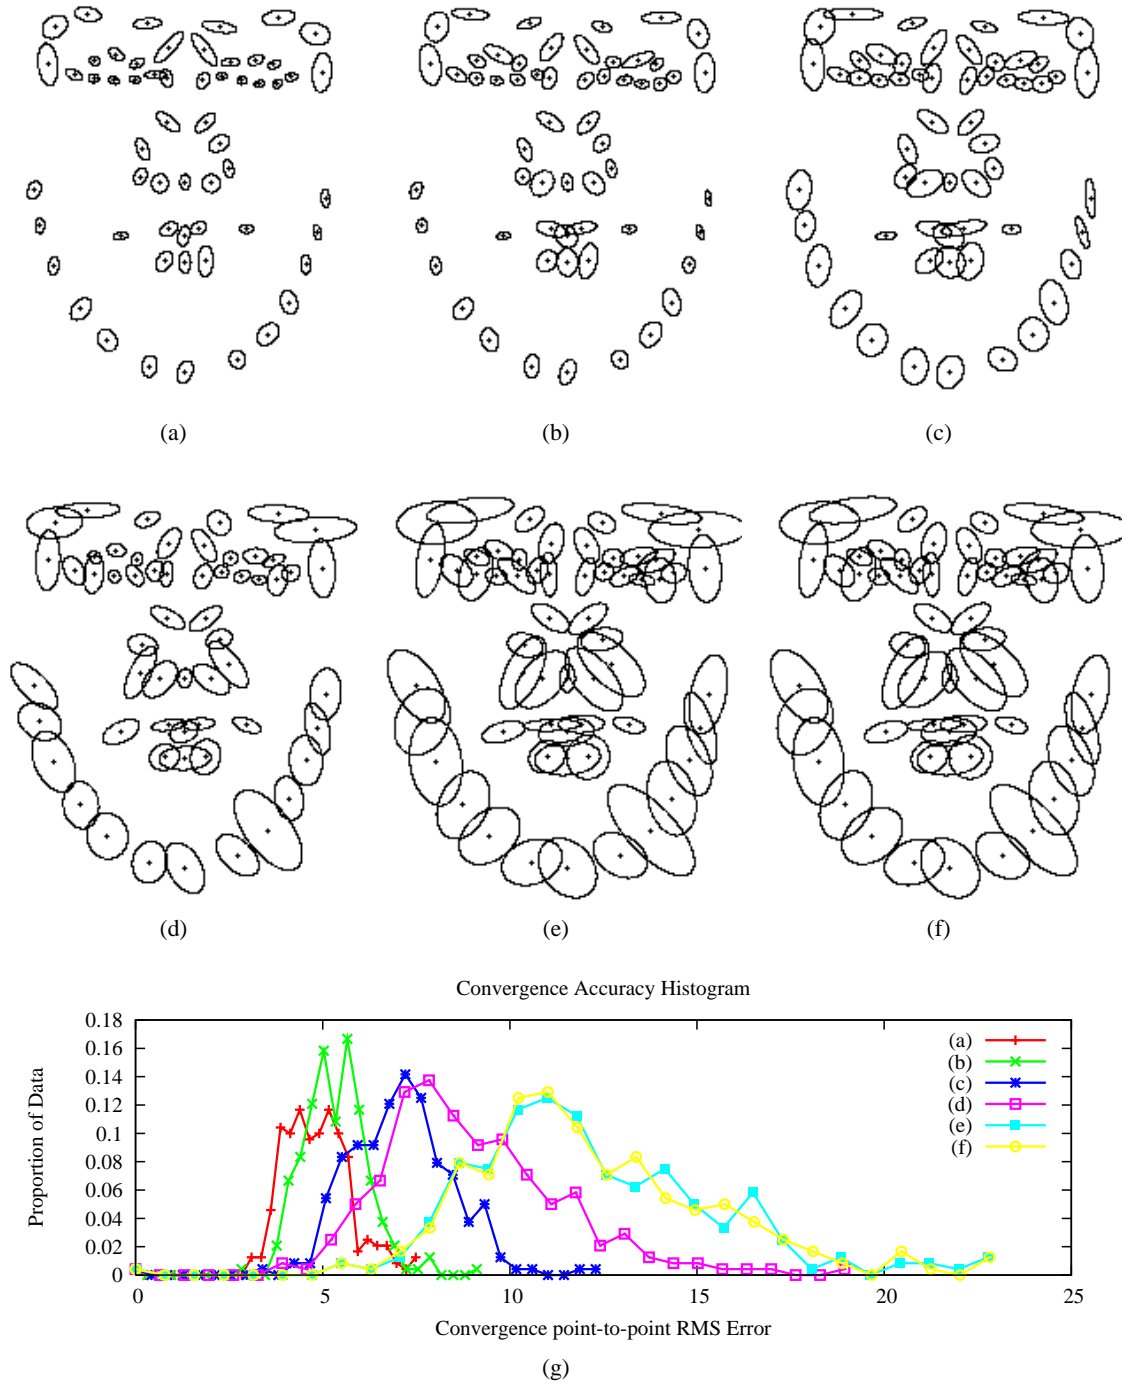 (a) (b) (c)
(d) (e) (f)
Convergence Accuracy Histogram
Proportion of Data
0.18
0.16
0.14
0.12
0.1
0.08
0.06
0.04
0.02
0
(a)
(b)
(c)
(d)
(e)
(f)
0 5 10 15 20 25
Convergence point-to-point RMS Error
(g)